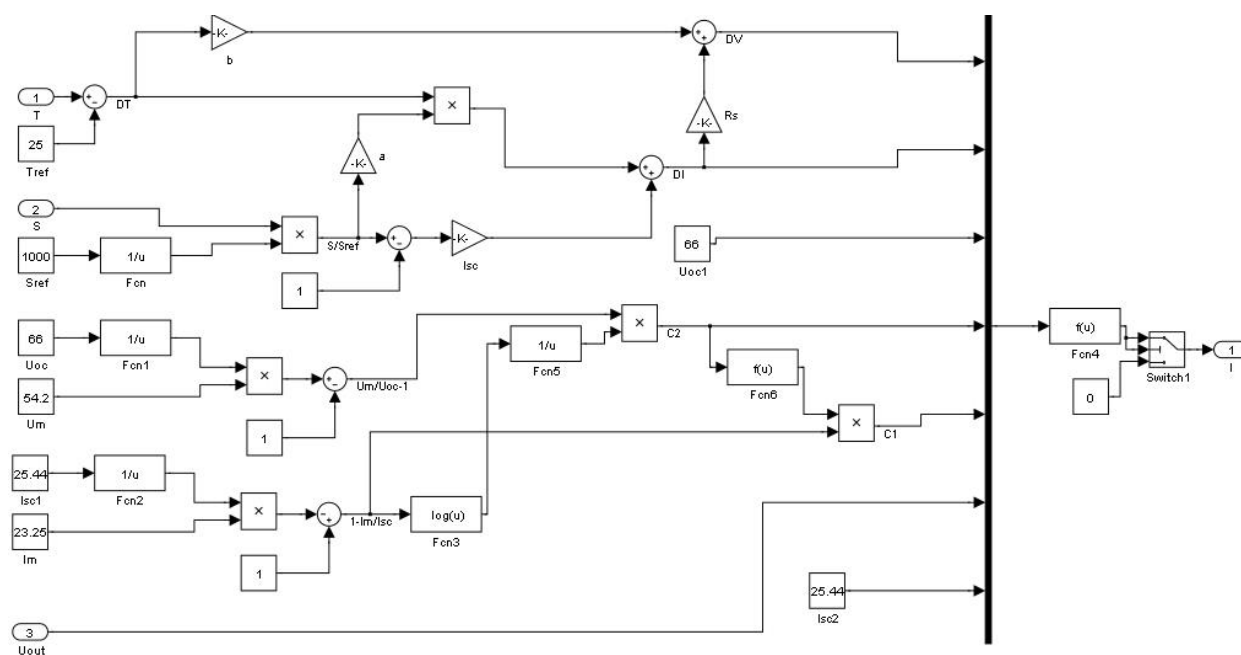 -K-
b
+
+
DV
1
T
+
-
DT
25
Tref
×
-K-
a
-K-
Rs
+
+
DI
2
S
1000
Sref
1/u
Fcn
×
S/Sref
+
-
1
-K-
Isc
66
Uoc1
66
Uoc
1/u
Fcn1
54.2
Um
×
+
-
Um/Uoc-1
1
1/u
Fcn5
×
C2
f(u)
Fcn6
×
C1
25.44
Isc1
1/u
Fcn2
23.25
Im
×
-
+
1-Im/Isc
1
log(u)
Fcn3
25.44
Isc2
3
Uout
f(u)
Fcn4
0
Switch1
1
I